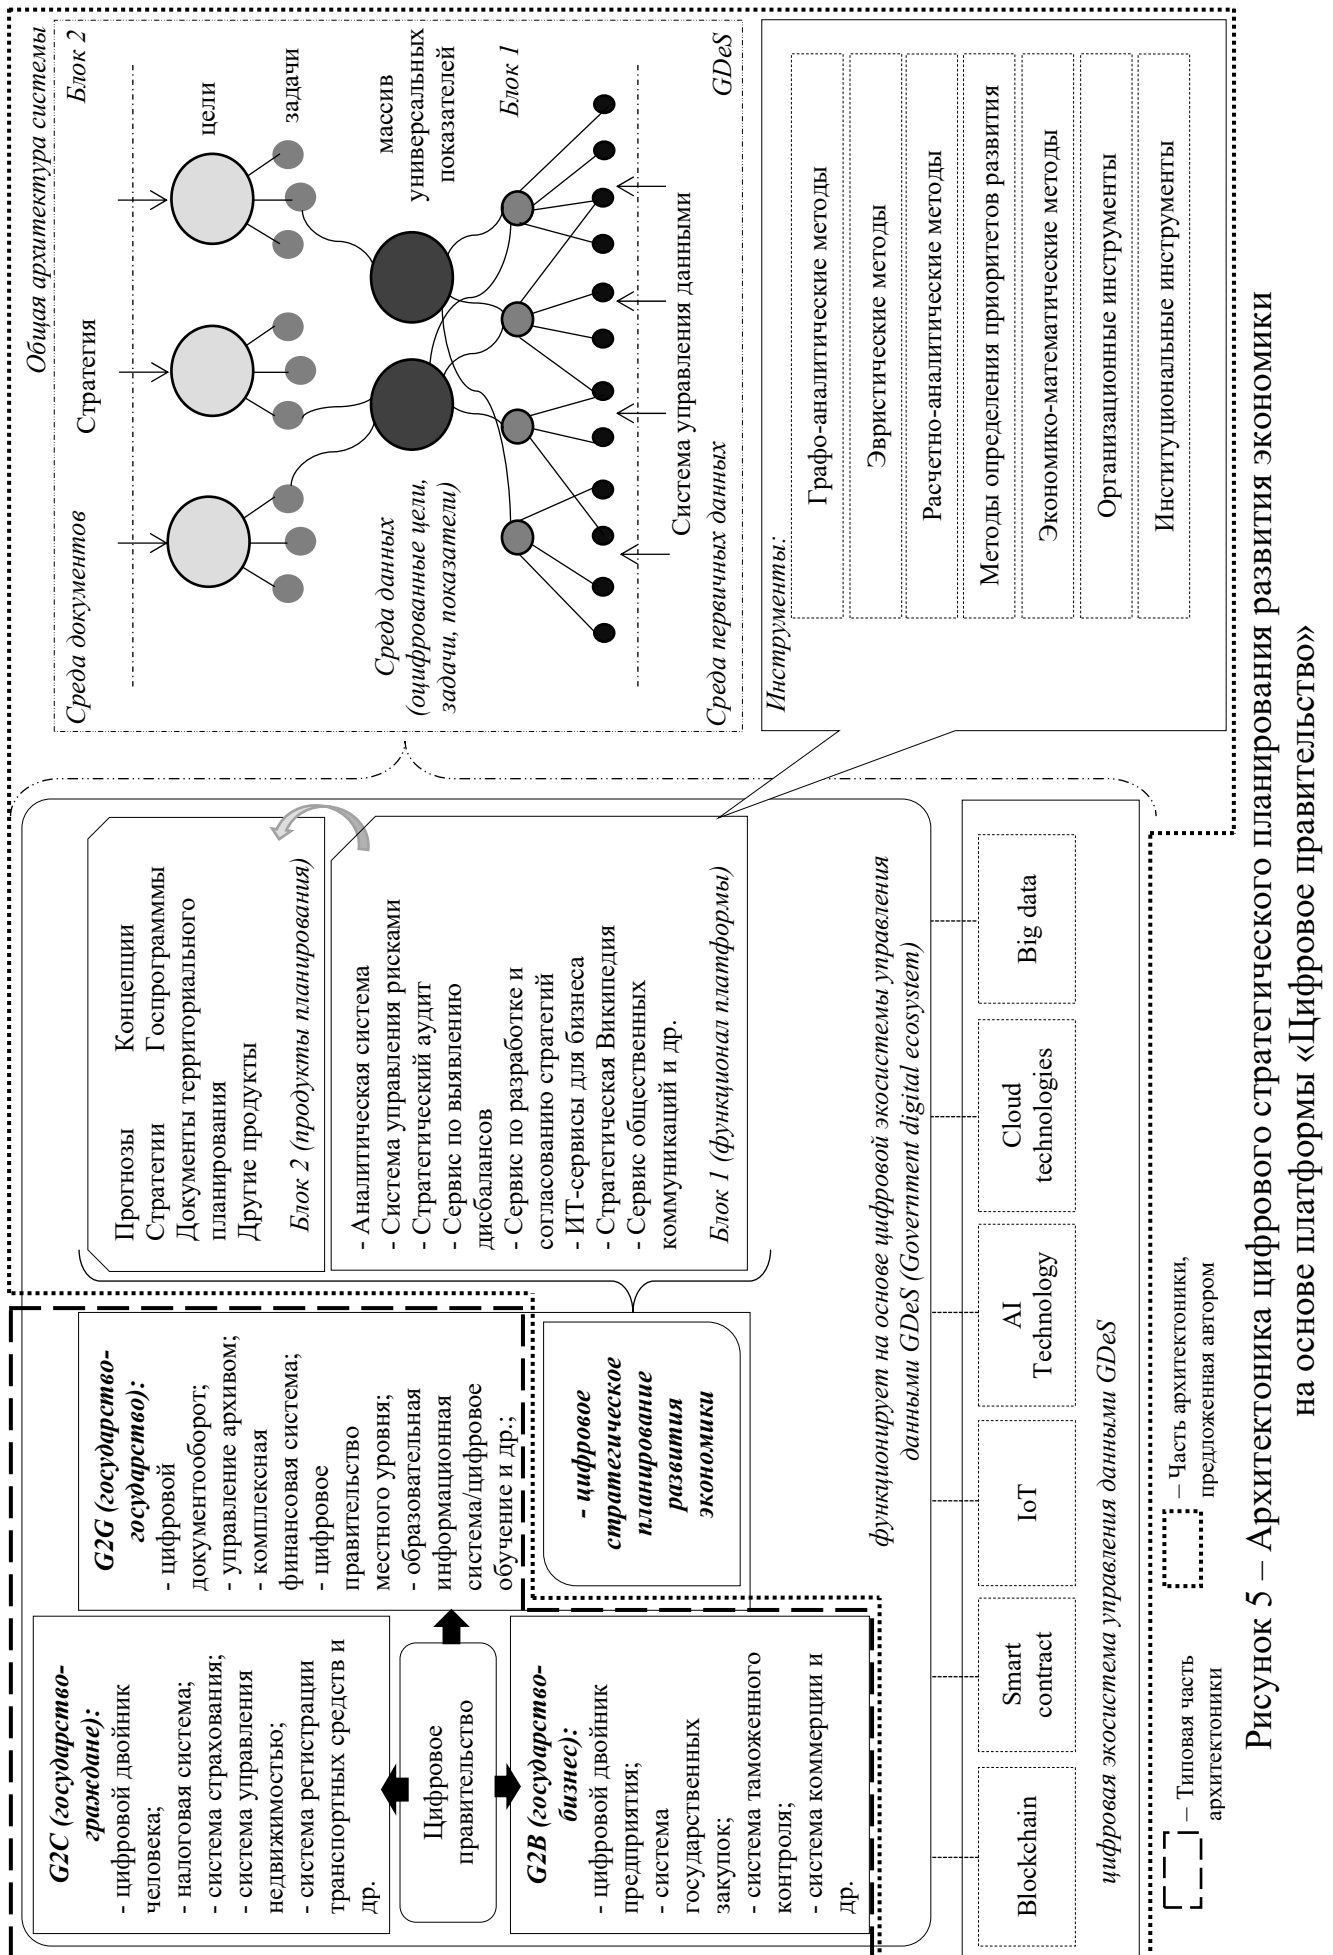 G2C (государство-
граждане):
- цифровой двойник
человека;
- налоговая система;
- система страхования;
- система управления
недвижимостью;
- система регистрации
транспортных средств и
др.
Цифровое
правительство
G2B (государство-
бизнес):
- цифровой двойник
предприятия;
- система
государственных
закупок;
- система таможенного
контроля;
- система коммерции и
др.
G2G (государство-
государство):
- цифровой
документооборот;
- управление архивом;
- комплексная
финансовая система;
- цифровое
правительство
местного уровня;
- образовательная
информационная
система/цифровое
обучение и др.;
- цифровое
стратегическое
планирование
развития
экономики
Прогнозы Концепции
Стратегии Госпрограммы
Документы территориального
планирования
Другие продукты
Блок 2 (продукты планирования)
- Аналитическая система
- Система управления рисками
- Стратегический аудит
- Сервис по выявлению
дисбалансов
- Сервис по разработке и
согласованию стратегий
- ИТ-сервисы для бизнеса
- Стратегическая Википедия
- Сервис общественных
коммуникаций и др.
Блок 1 (функционал платформы)
функционирует на основе цифровой экосистемы управления
данными GDeS (Government digital ecosystem)
Blockchain
Smart
contract
IoT
AI
Technology
Cloud
technologies
Big data
цифровая экосистема управления данными GDeS
Общая архитектура системы
Среда документов
Стратегия
Блок 2
цели
задачи
Среда данных
(оцифрованные цели,
задачи, показатели)
массив
универсальных
показателей
Блок 1
Система управления данными
Среда первичных данных
GDeS
Инструменты:
Графо-аналитические методы
Эвристические методы
Расчетно-аналитические методы
Методы определения приоритетов развития
Экономико-математические методы
Организационные инструменты
Институциональные инструменты
– Типовая часть
архитектоники
– Часть архитектоники,
предложенная автором
Рисунок 5 – Архитектоника цифрового стратегического планирования развития экономики
на основе платформы «Цифровое правительство»